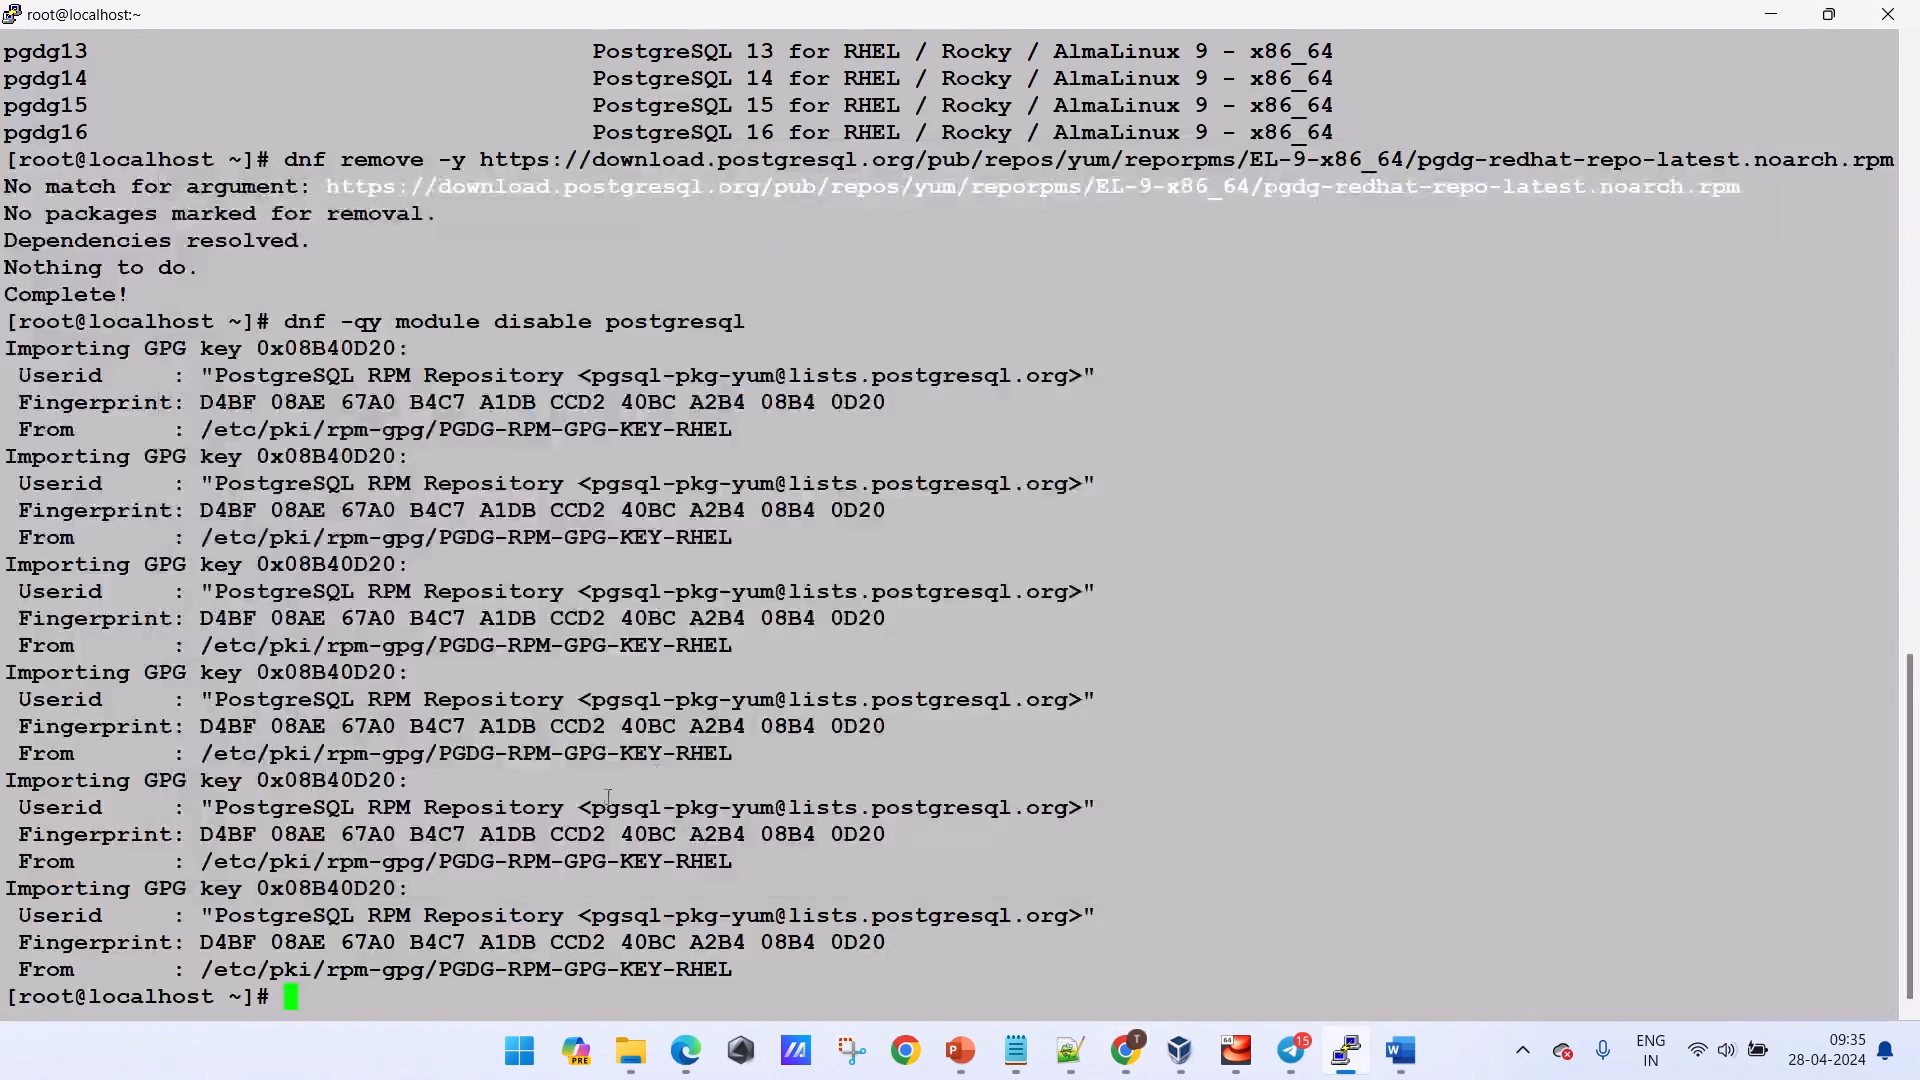 root@localhost:~
pgdg13 PostgreSQL 13 for RHEL / Rocky / AlmaLinux 9 - x86_64
pgdg14 PostgreSQL 14 for RHEL / Rocky / AlmaLinux 9 - x86_64
pgdg15 PostgreSQL 15 for RHEL / Rocky / AlmaLinux 9 - x86_64
pgdg16 PostgreSQL 16 for RHEL / Rocky / AlmaLinux 9 - x86_64
[root@localhost ~]# dnf remove -y https://download.postgresql.org/pub/repos/yum/reporpms/EL-9-x86_64/pgdg-redhat-repo-latest.noarch.rpm
No match for argument: https://download.postgresql.org/pub/repos/yum/reporpms/EL-9-x86_64/pgdg-redhat-repo-latest.noarch.rpm
No packages marked for removal.
Dependencies resolved.
Nothing to do.
Complete!
[root@localhost ~]# dnf -qy module disable postgresql
Importing GPG key 0x08B40D20:
Userid : "PostgreSQL RPM Repository <pgsql-pkg-yum@lists.postgresql.org>"
Fingerprint: D4BF 08AE 67A0 B4C7 A1DB CCD2 40BC A2B4 08B4 0D20
From : /etc/pki/rpm-gpg/PGDG-RPM-GPG-KEY-RHEL
Importing GPG key 0x08B40D20:
Userid : "PostgreSQL RPM Repository <pgsql-pkg-yum@lists.postgresql.org>"
Fingerprint: D4BF 08AE 67A0 B4C7 A1DB CCD2 40BC A2B4 08B4 0D20
From : /etc/pki/rpm-gpg/PGDG-RPM-GPG-KEY-RHEL
Importing GPG key 0x08B40D20:
Userid : "PostgreSQL RPM Repository <pgsql-pkg-yum@lists.postgresql.org>"
Fingerprint: D4BF 08AE 67A0 B4C7 A1DB CCD2 40BC A2B4 08B4 0D20
From : /etc/pki/rpm-gpg/PGDG-RPM-GPG-KEY-RHEL
Importing GPG key 0x08B40D20:
Userid : "PostgreSQL RPM Repository <pgsql-pkg-yum@lists.postgresql.org>"
Fingerprint: D4BF 08AE 67A0 B4C7 A1DB CCD2 40BC A2B4 08B4 0D20
From : /etc/pki/rpm-gpg/PGDG-RPM-GPG-KEY-RHEL
Importing GPG key 0x08B40D20:
Userid : "PostgreSQL RPM Repository <pgsql-pkg-yum@lists.postgresql.org>"
Fingerprint: D4BF 08AE 67A0 B4C7 A1DB CCD2 40BC A2B4 08B4 0D20
From : /etc/pki/rpm-gpg/PGDG-RPM-GPG-KEY-RHEL
Importing GPG key 0x08B40D20:
Userid : "PostgreSQL RPM Repository <pgsql-pkg-yum@lists.postgresql.org>"
Fingerprint: D4BF 08AE 67A0 B4C7 A1DB CCD2 40BC A2B4 08B4 0D20
From : /etc/pki/rpm-gpg/PGDG-RPM-GPG-KEY-RHEL
[root@localhost ~]#
PRE
P
T
64
15
W
ENG
IN
09:35
28-04-2024